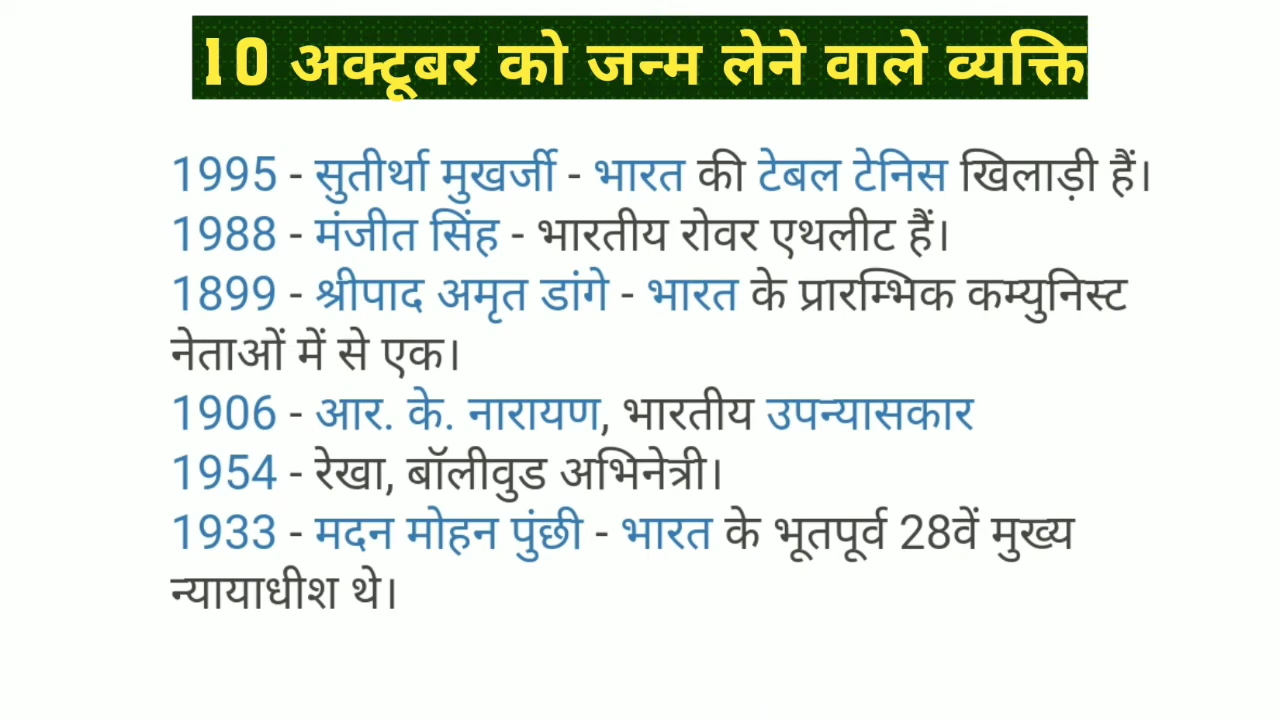 10 अक्टूबर को जन्म लेने वाले व्यक्ति
1995 - सुतीर्था मुखर्जी - भारत की टेबल टेनिस खिलाड़ी हैं।
1988 - मंजीत सिंह - भारतीय रोवर एथलीट हैं।
1899 - श्रीपाद अमृत डांगे - भारत के प्रारम्भिक कम्युनिस्ट
नेताओं में से एक।
1906 - आर. के. नारायण, भारतीय उपन्यासकार
1954 - रेखा, बॉलीवुड अभिनेत्री।
1933 - मदन मोहन पुंछी - भारत के भूतपूर्व 28वें मुख्य
न्यायाधीश थे।